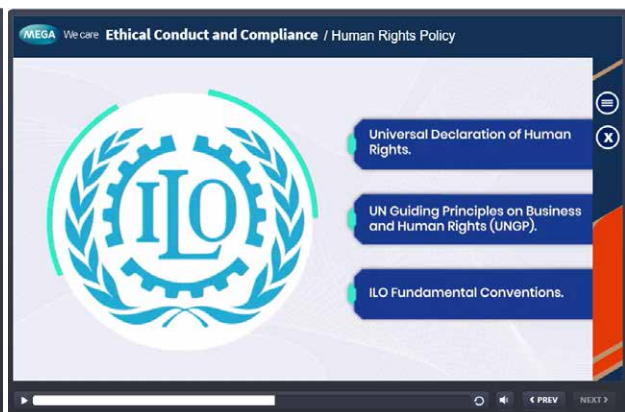 MEGA We care Ethical Conduct and Compliance / Human Rights Policy
ILO
Universal Declaration of Human
Rights.
UN Guiding Principles on Business
and Human Rights (UNGP).
ILO Fundamental Conventions.
X
< PREV NEXT >